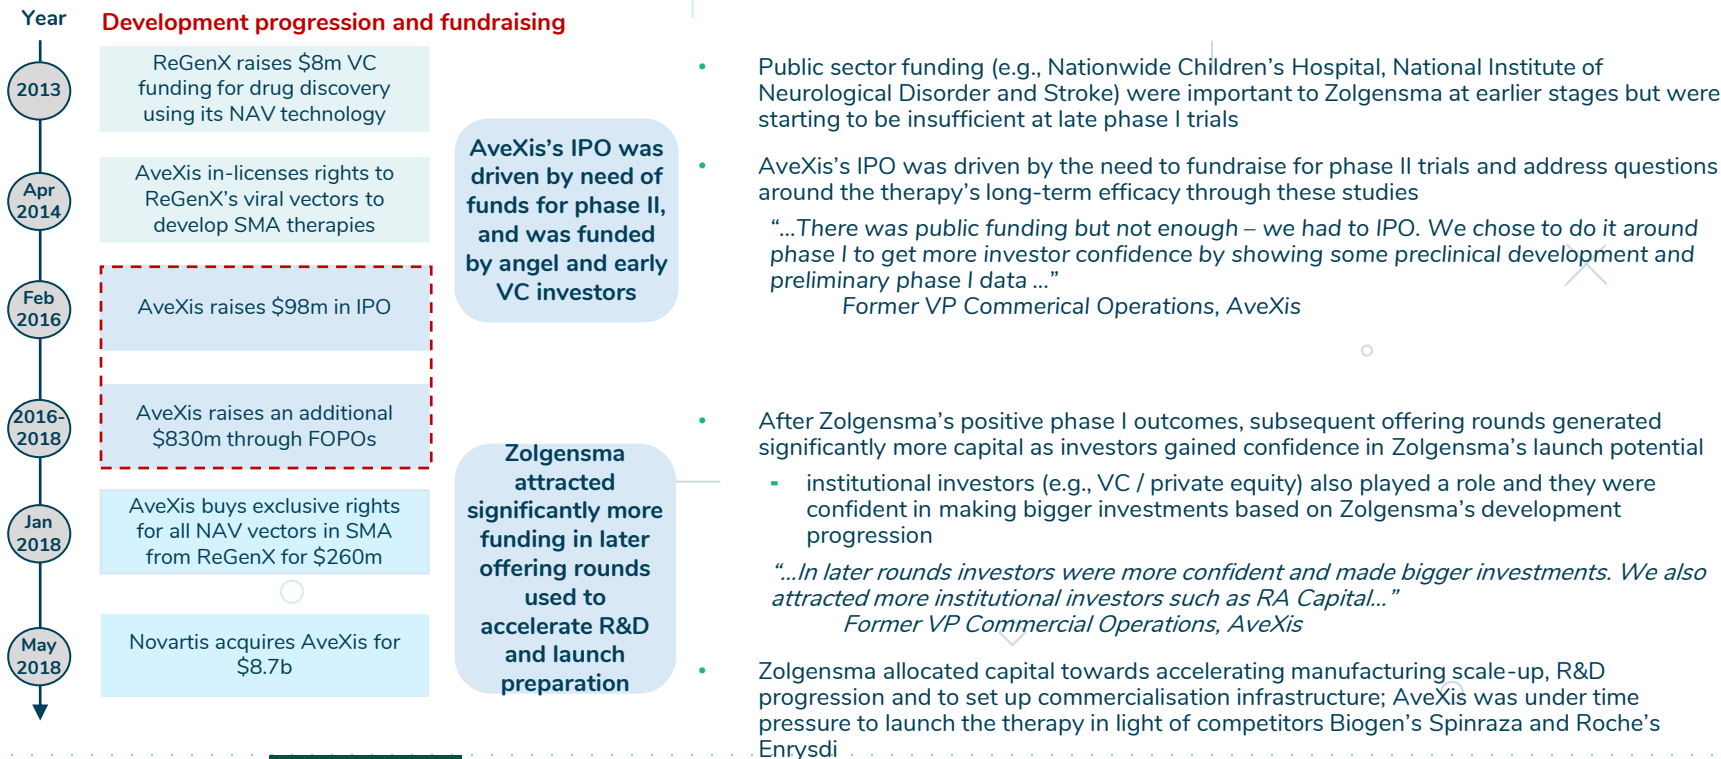 Year
Development progression and fundraising
2013
ReGenX raises $8m VC
funding for drug discovery
using its NAV technology
Apr
2014
AveXis in-licenses rights to
ReGenX's viral vectors to
develop SMA therapies
Feb
2016
AveXis raises $98m in IPO
2016-
2018
AveXis raises an additional
$830m through FOPOs
Jan
2018
AveXis buys exclusive rights
for all NAV vectors in SMA
from ReGenX for $260m
May
2018
Novartis acquires AveXis for
$8.7b
AveXis's IPO was
driven by need of
funds for phase II,
and was funded
by angel and early
VC investors
Zolgensma
attracted
significantly more
funding in later
offering rounds
used to
accelerate R&D
and launch
preparation
• Public sector funding (e.g., Nationwide Children's Hospital, National Institute of
Neurological Disorder and Stroke) were important to Zolgensma at earlier stages but were
starting to be insufficient at late phase I trials
• AveXis's IPO was driven by the need to fundraise for phase II trials and address questions
around the therapy's long-term efficacy through these studies
“...There was public funding but not enough – we had to IPO. We chose to do it around
phase I to get more investor confidence by showing some preclinical development and
preliminary phase I data ...”
Former VP Commerical Operations, AveXis
• After Zolgensma's positive phase I outcomes, subsequent offering rounds generated
significantly more capital as investors gained confidence in Zolgensma's launch potential
- institutional investors (e.g., VC / private equity) also played a role and they were
confident in making bigger investments based on Zolgensma's development
progression
“...In later rounds investors were more confident and made bigger investments. We also
attracted more institutional investors such as RA Capital...”
Former VP Commercial Operations, AveXis
• Zolgensma allocated capital towards accelerating manufacturing scale-up, R&D
progression and to set up commercialisation infrastructure; AveXis was under time
pressure to launch the therapy in light of competitors Biogen's Spinraza and Roche's
Enrysdi